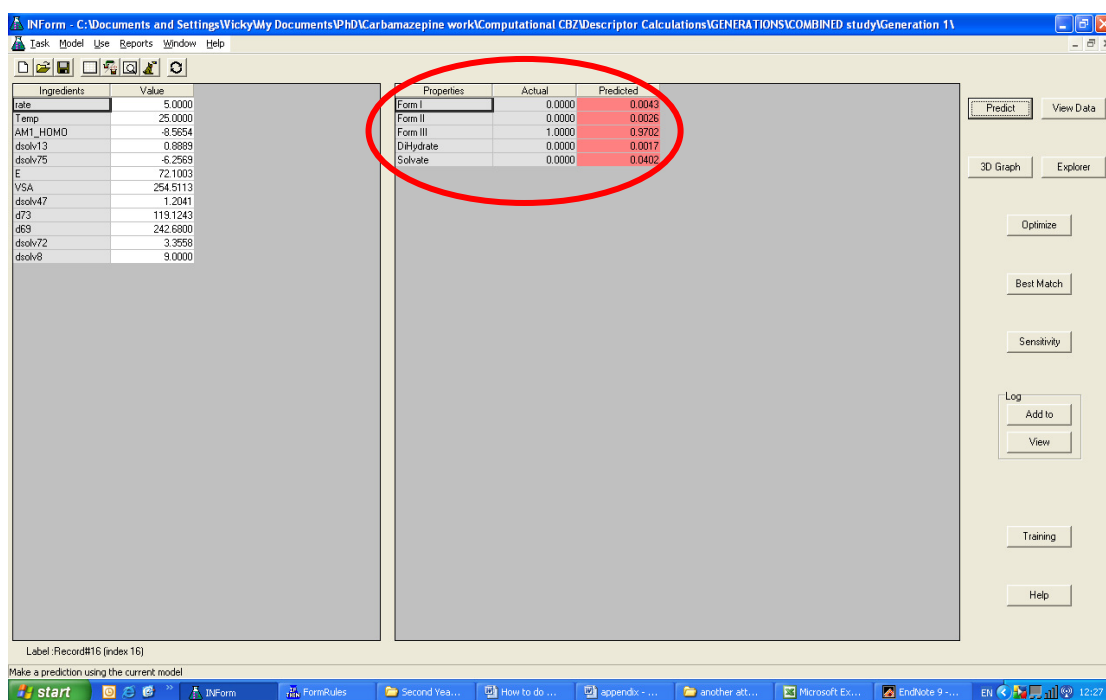 INForm - C:\Documents and Settings\Vicky\My Documents\PhD\Carbamazepine work\Computational CBZ\Descriptor Calculations\GENERATIONS\COMBINED study\Generation 1\
Task Model Use Reports Window Help
Ingredients Value
rate 5.0000
Temp 25.0000
AM1_HOMO -8.5654
dsolv13 0.8889
dsolv75 -6.2569
E 72.1003
VSA 254.5113
dsolv47 1.2041
d73 119.1243
d69 242.6800
dsolv72 3.3558
dsolv8 9.0000
Properties Actual Predicted
Form I 0.0000 0.0043
Form II 0.0000 0.0026
Form III 1.0000 0.9702
DiHydrate 0.0000 0.0017
Solvate 0.0000 0.0402
Predict View Data
3D Graph Explorer
Optimize
Best Match
Sensitivity
Log
Add to
View
Training
Help
Label :Record#16 (index 16)
Make a prediction using the current model
start INForm FormRules Second Yea... How to do ... appendix - ... another att... Microsoft Ex... EndNote 9 -... EN 12:27